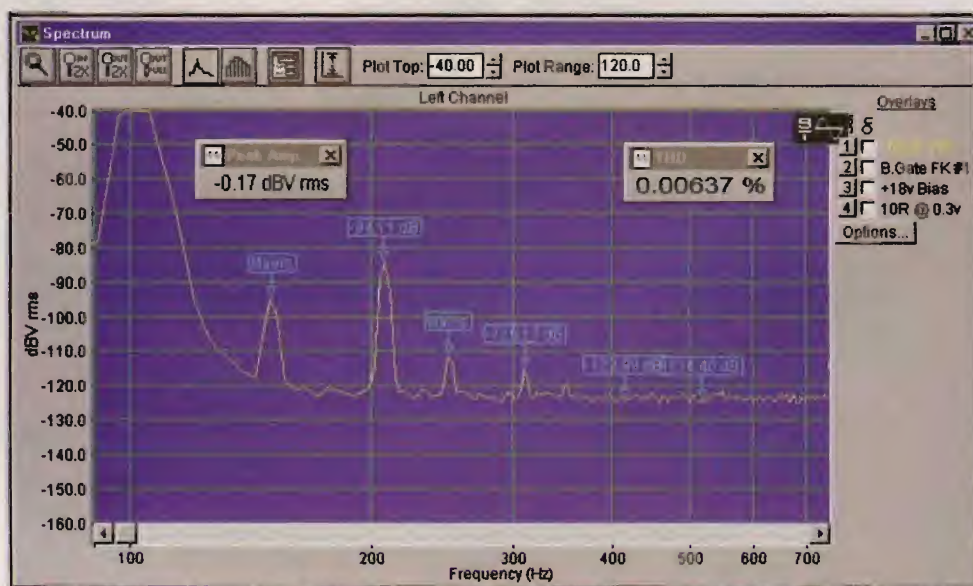 Spectrum
Plot Top: -40.00 Plot Range: 120.0
Left Channel
Overlays
Peak Amp.
-0.17 dBV rms
THD
0.00637 %
1
2 B.Gate FK #1
3 +18v Bias
4 10R @ 0.3v
Options...
-40.0
-50.0
-60.0
-70.0
-80.0
-90.0
-100.0
-110.0
-120.0
-130.0
-140.0
-150.0
-160.0
dBV rms
Mains
100
200
300
400
500
600
700
Frequency (Hz)